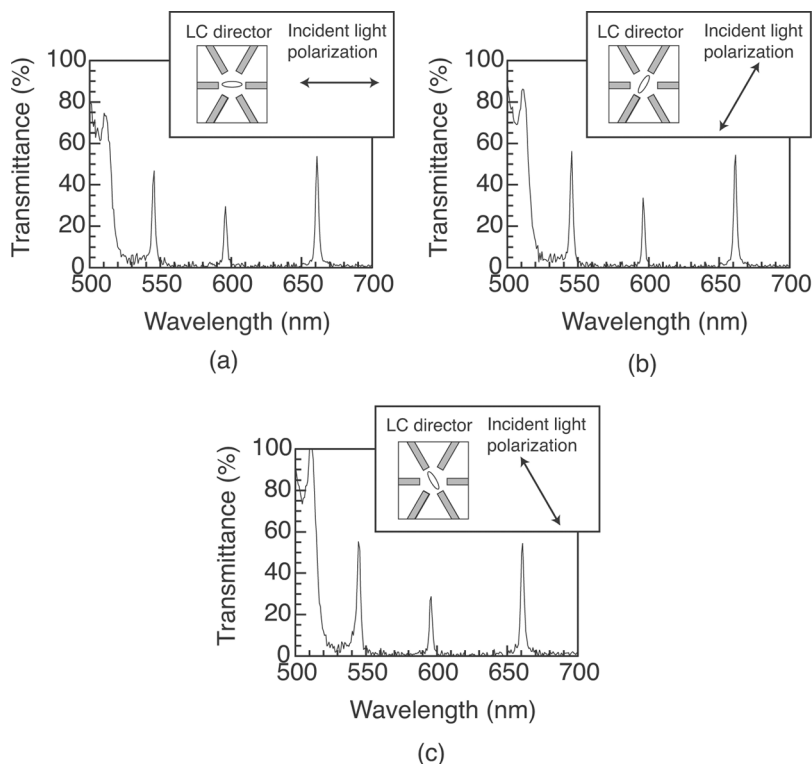 LC director
Incident light
polarization
Transmittance (%)
100
80
60
40
20
0
500
550
600
650
700
Wavelength (nm)
(a)
LC director
Incident light
polarization
Transmittance (%)
100
80
60
40
20
0
500
550
600
650
700
Wavelength (nm)
(b)
LC director
Incident light
polarization
Transmittance (%)
100
80
60
40
20
0
500
550
600
650
700
Wavelength (nm)
(c)